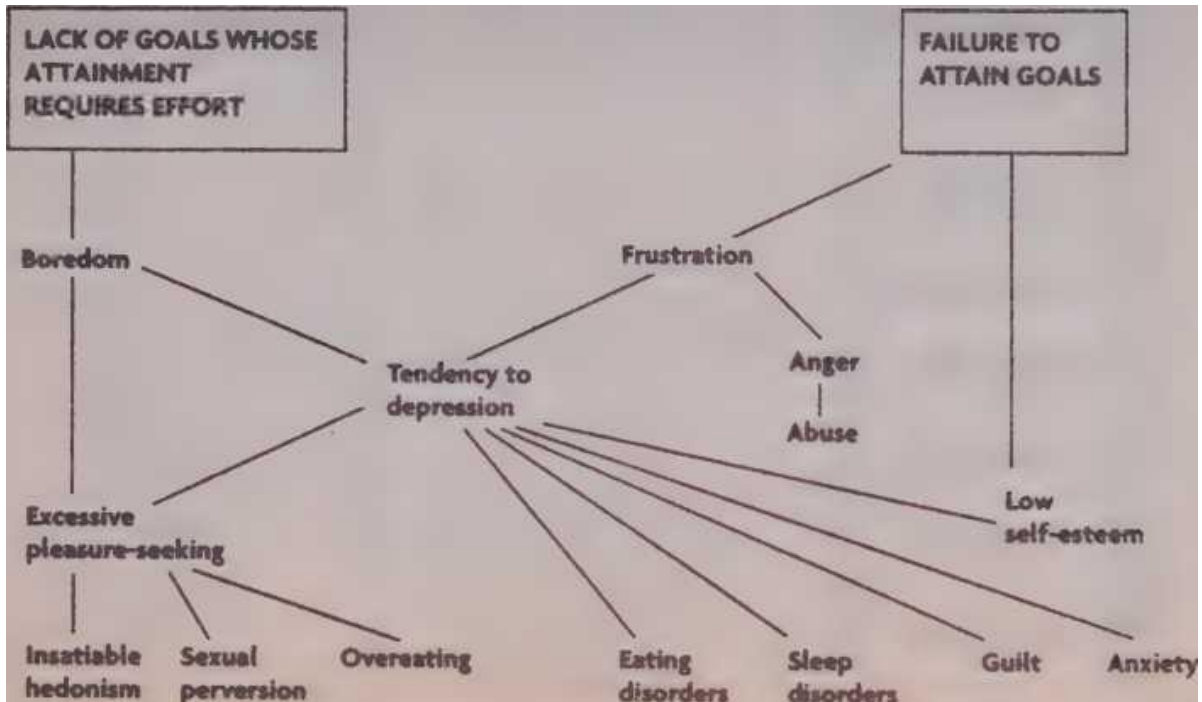 LACK OF GOALS WHOSE
ATTAINMENT
REQUIRES EFFORT
FAILURE TO
ATTAIN GOALS
Boredom
Frustration
Tendency to
depression
Anger
Abuse
Excessive
pleasure-seeking
Low
self-esteem
Insatiable
hedonism
Sexual
perversion
Overeating
Eating
disorders
Sleep
disorders
Guilt
Anxiety